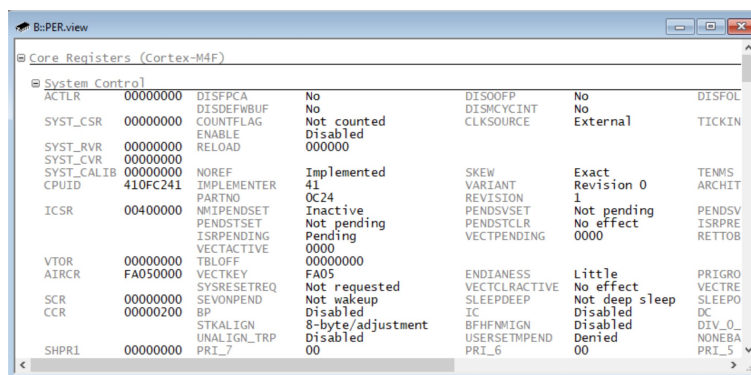 B::PER.view
Core Registers (Cortex-M4F)
System Control
ACTLR 00000000 DISFPCA No DISOOFP No DISFOL
DISDEFWBUF No DISMCYCINT No
SYST_CSR 00000000 COUNTFLAG Not counted CLKSOURCE External TICKIN
ENABLE Disabled
SYST_RVR 00000000 RELOAD 000000
SYST_CVR 00000000
SYST_CALIB 00000000 NOREF Implemented SKEW Exact TENMS
CPUID 410FC241 IMPLEMENTER 41 VARIANT Revision 0 ARCHIT
PARTNO 0C24 REVISION 1
ICSR 00400000 NMIPENDSET Inactive PENDSVSET Not pending PENDSV
PENDSTSET Not pending PENDSTCLR No effect ISRPRE
ISRPENDING Pending VECTPENDING 0000 RETTOB
VECTACTIVE 0000
VTOR 00000000 TBLOFF 00000000
AIRCR FA050000 VECTKEY FA05 ENDIANESS Little PRIGRO
SYSRESETREQ Not requested VECTCLRACTIVE No effect VECTRE
SCR 00000000 SEVONPEND Not wakeup SLEEPDEEP Not deep sleep SLEEPO
CCR 00000200 BP Disabled IC Disabled DC
STKALIGN 8-byte/adjustment BFHFNMIGN Disabled DIV_0_
UNALIGN_TRP Disabled USERSETMPEND Denied NONEBA
SHPR1 00000000 PRI_7 00 PRI_6 00 PRI_5